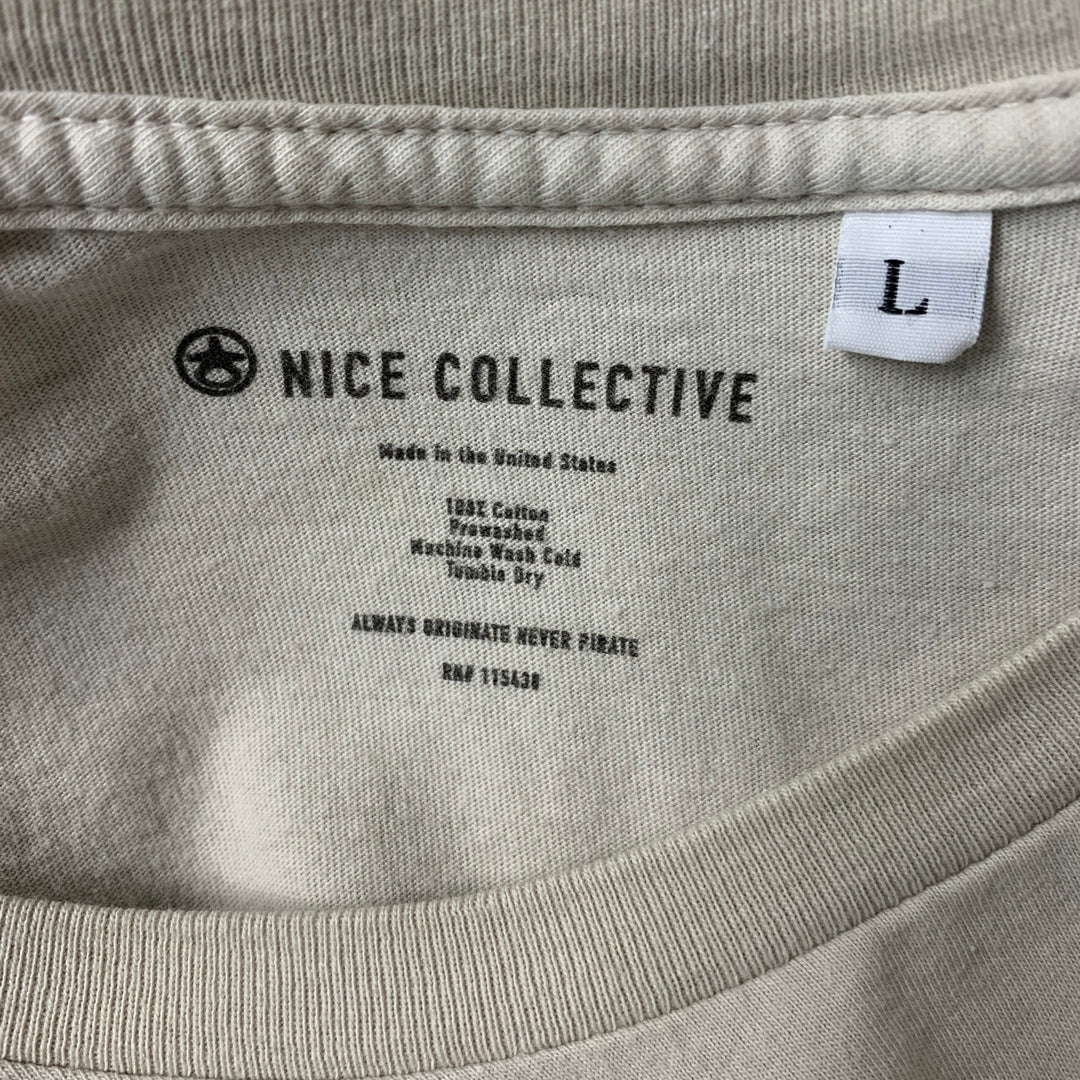 L
NICE COLLECTIVE
Made in the United States
100% Cotton
Prewashed
Machine Wash Cold
Tumble Dry
ALWAYS ORIGINATE NEVER PIRATE
RN# 115438